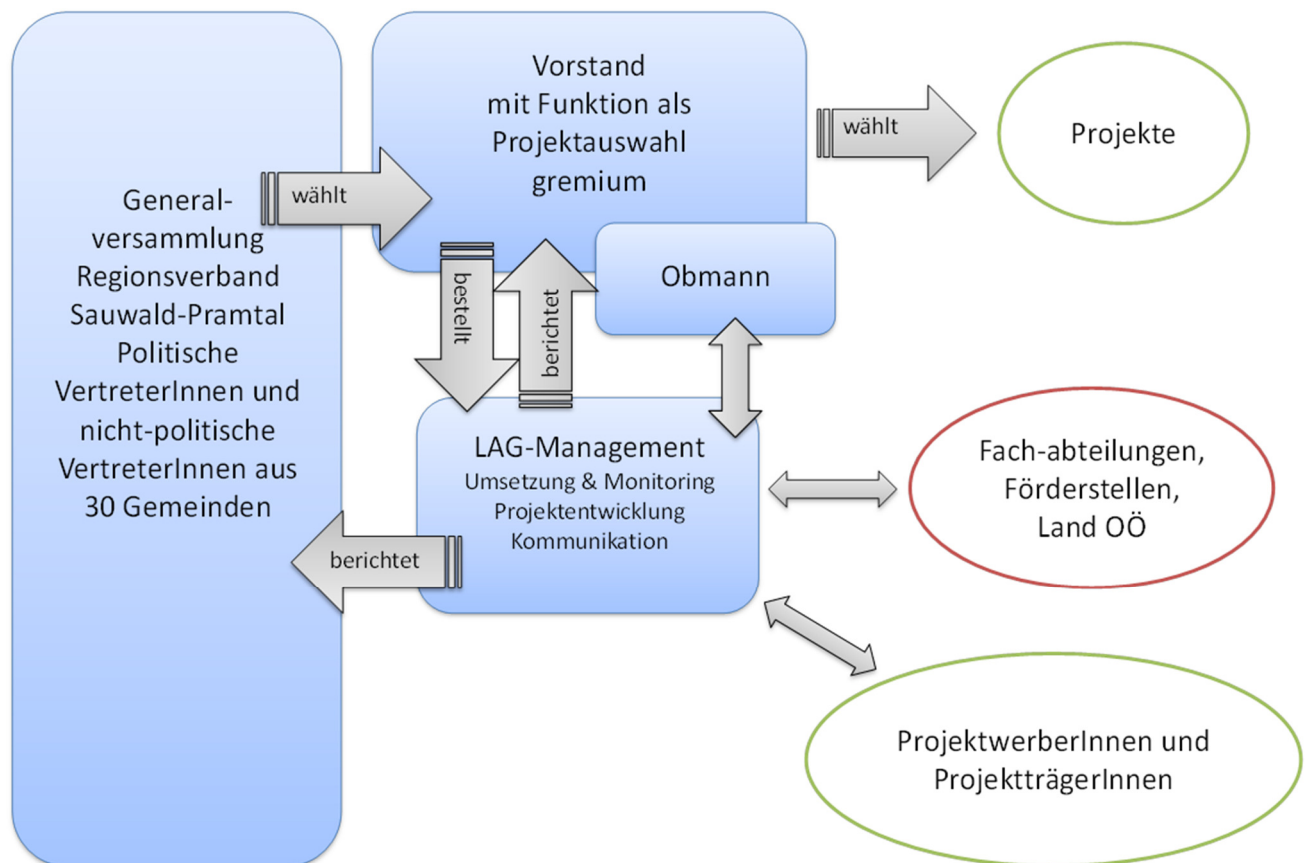 General-
versammlung
Regionsverband
Sauwald-Pramtal
Politische
VertreterInnen und
nicht-politische
VertreterInnen aus
30 Gemeinden
wählt
Vorstand
mit Funktion als
Projektauswahl
gremium
wählt
Projekte
Obmann
bestellt
berichtet
LAG-Management
Umsetzung & Monitoring
Projektentwicklung
Kommunikation
berichtet
Fach-abteilungen,
Förderstellen,
Land OÖ
ProjektwerberInnen und
ProjektträgerInnen